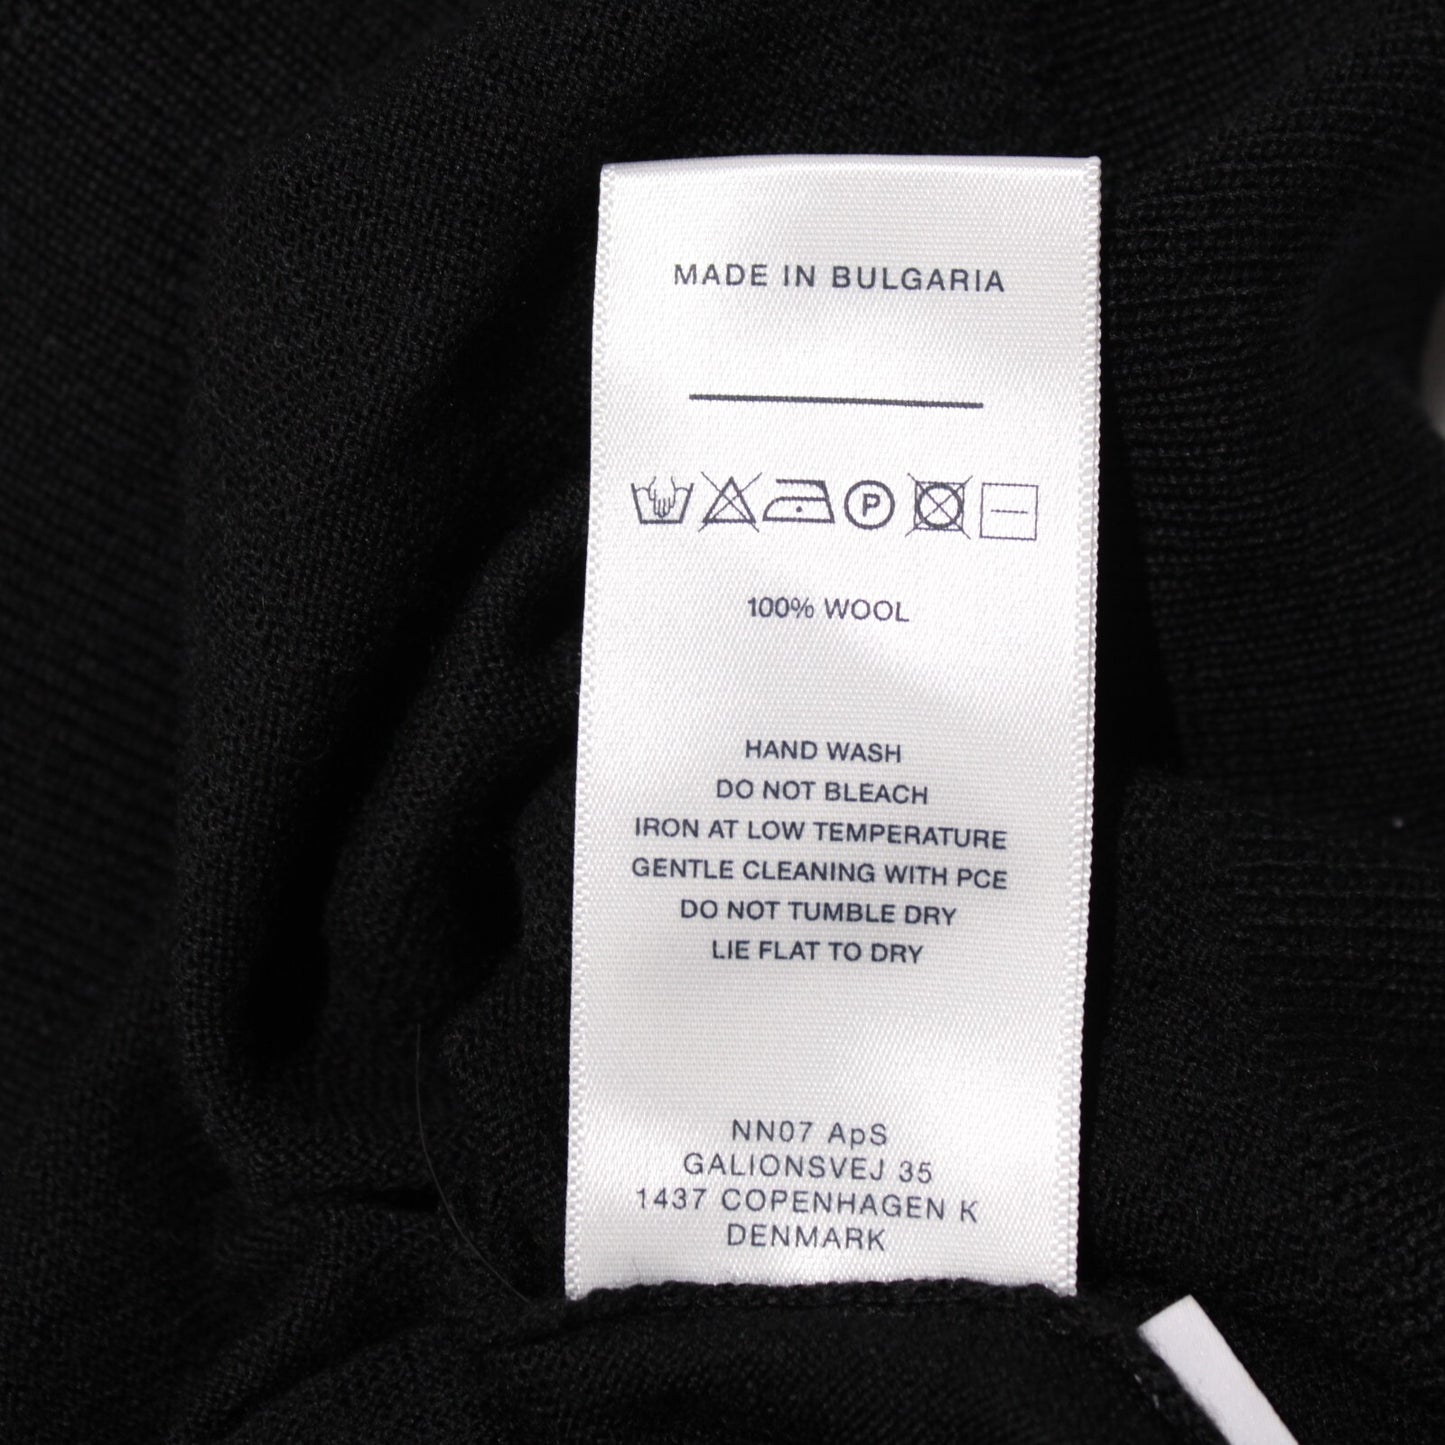 MADE IN BULGARIA
P
100% WOOL
HAND WASH
DO NOT BLEACH
IRON AT LOW TEMPERATURE
GENTLE CLEANING WITH PCE
DO NOT TUMBLE DRY
LIE FLAT TO DRY
NN07 ApS
GALIONSVEJ 35
1437 COPENHAGEN K
DENMARK